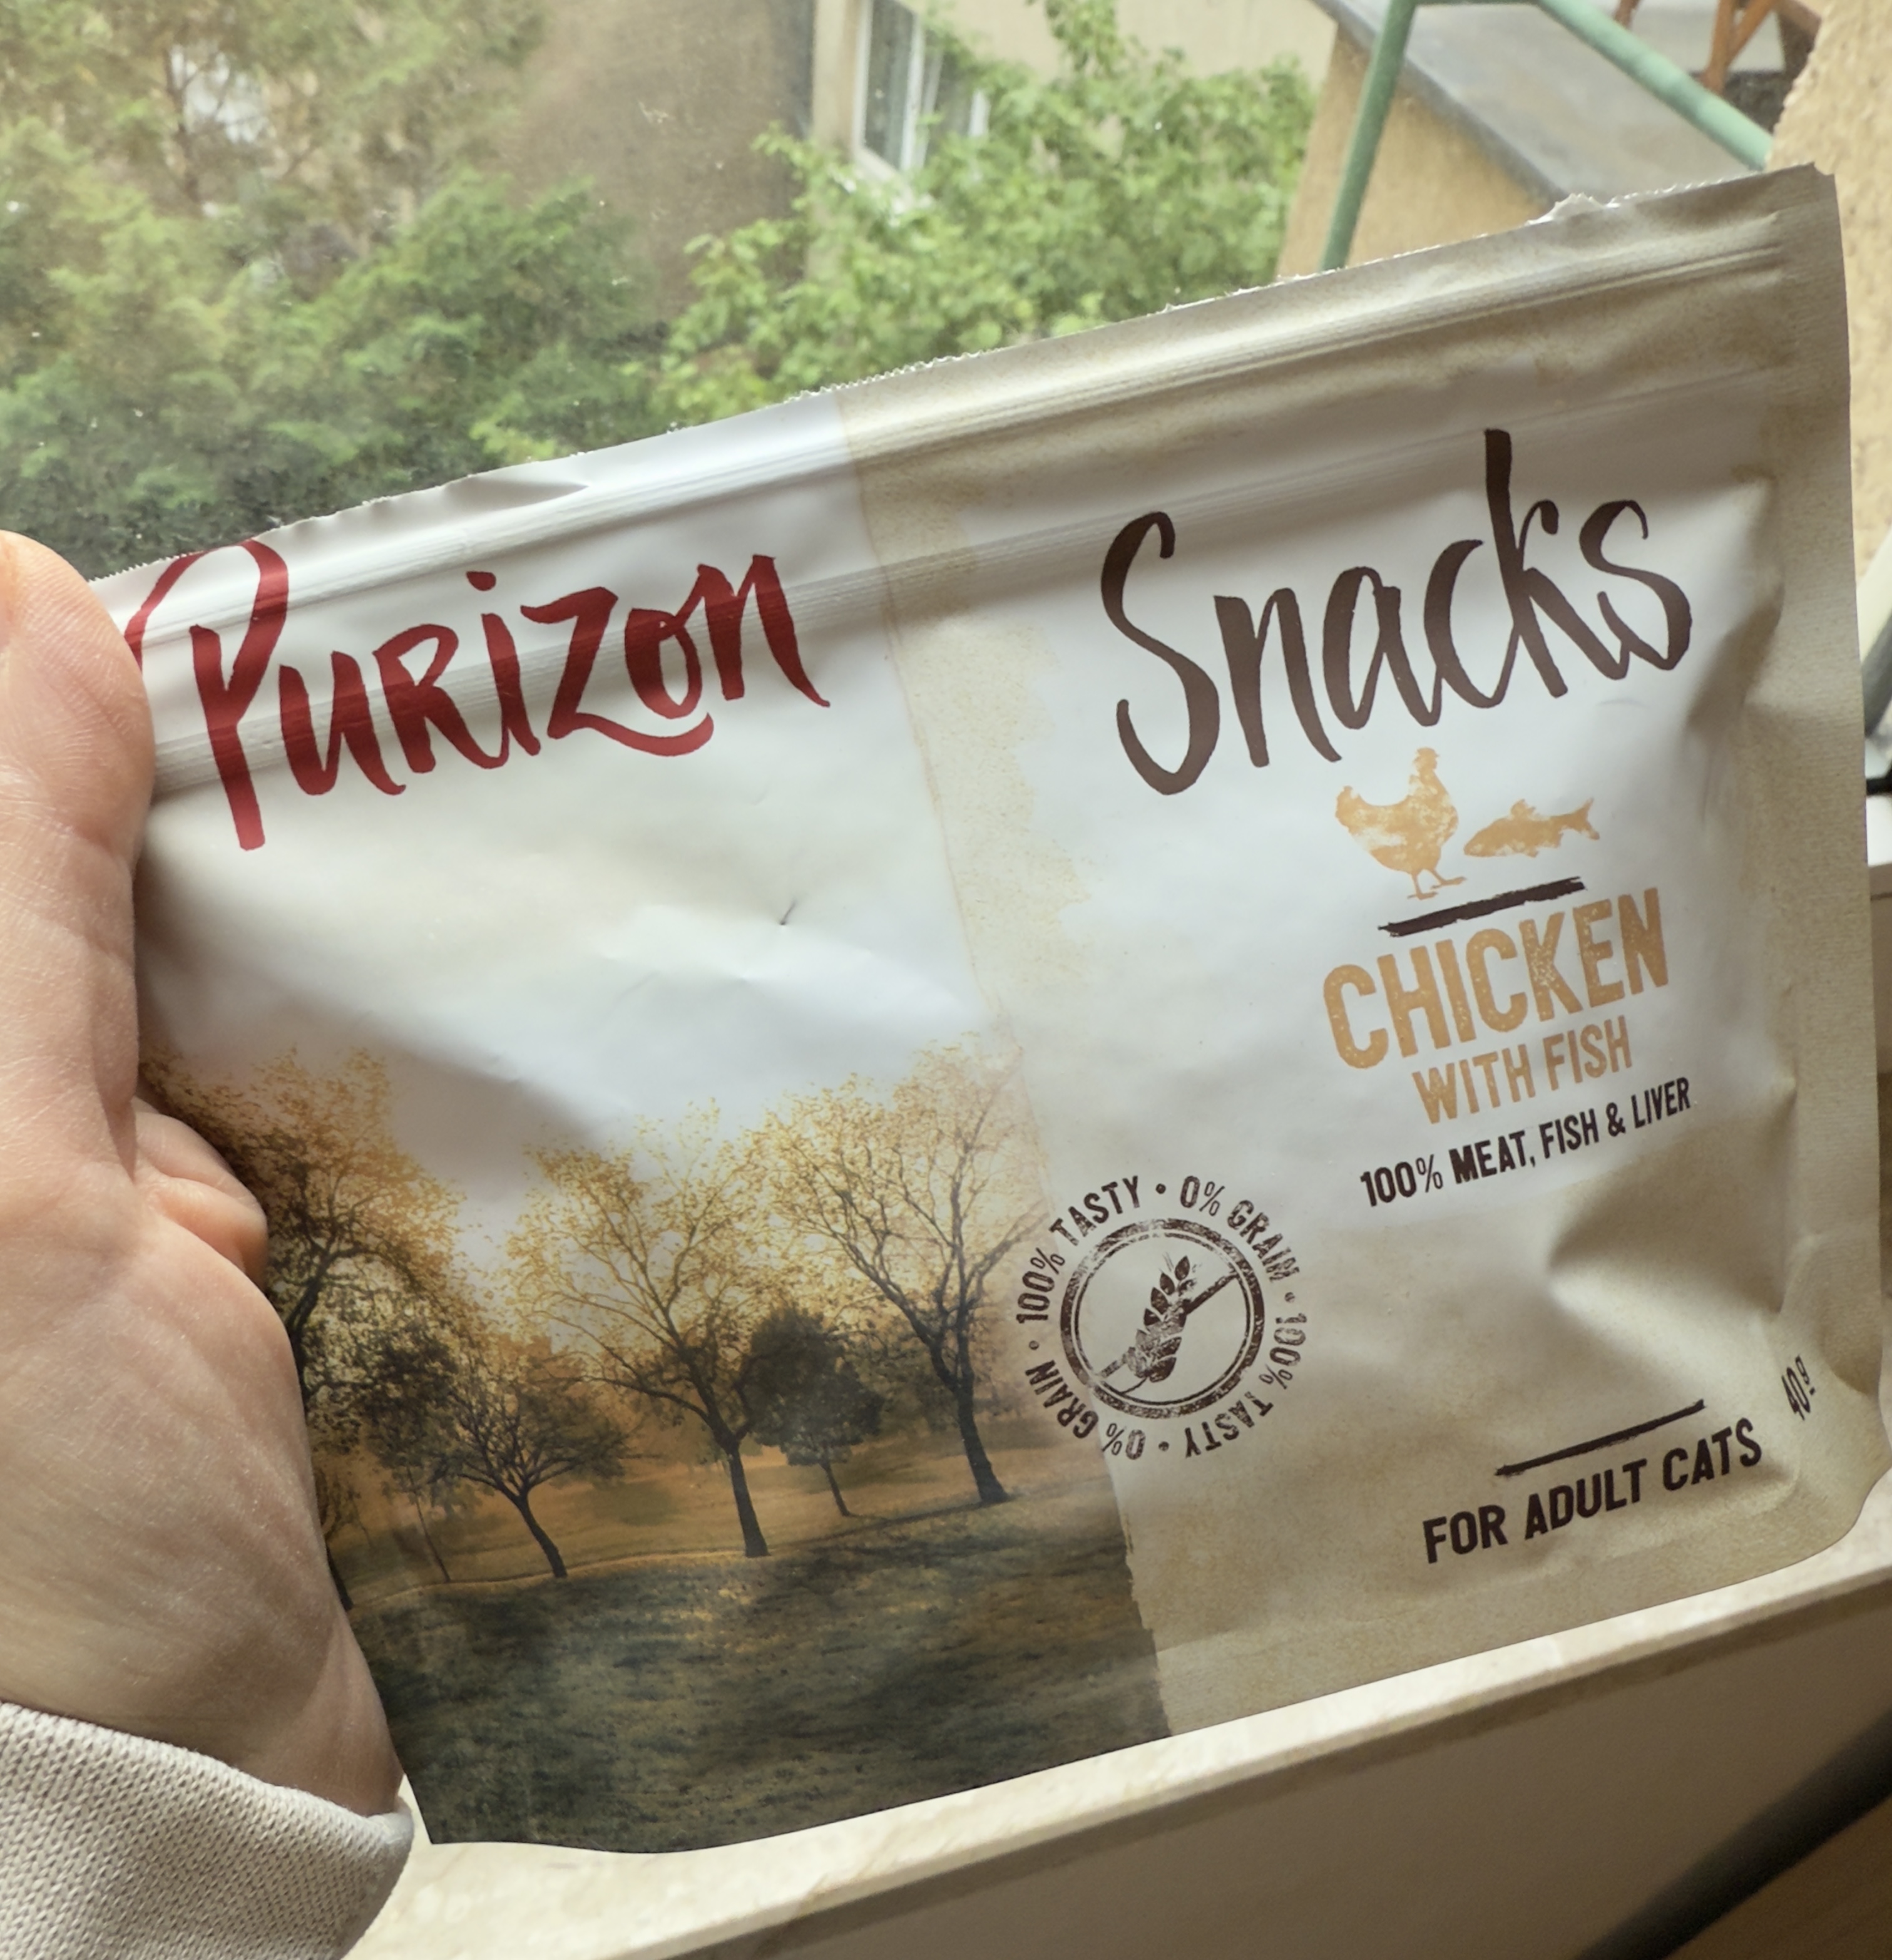 Purizon
Snacks
CHICKEN
WITH FISH
100% MEAT, FISH & LIVER
100% TASTY • 0% GRAIN • 100% TASTY • 0% GRAIN •
40 g
FOR ADULT CATS